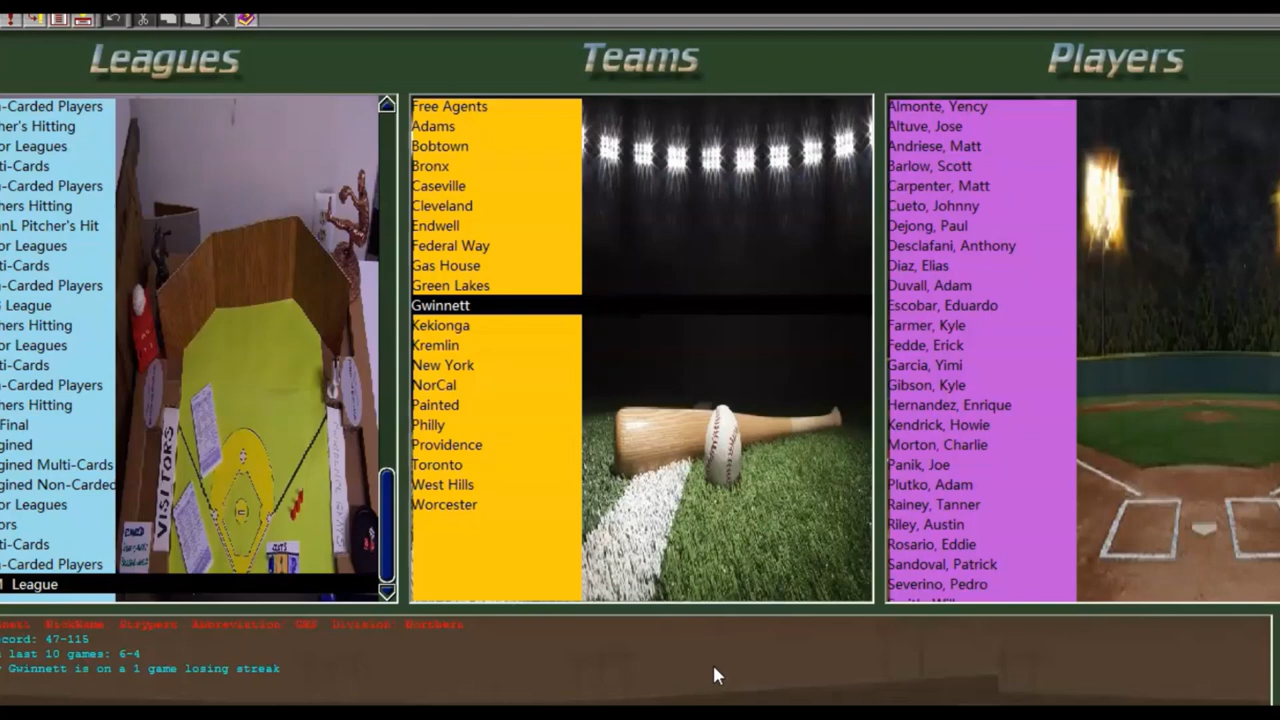 Leagues
Teams
Players
-Carded Players
her's Hitting
or Leagues
ti-Cards
-Carded Players
hers Hitting
nL Pitcher's Hit
or Leagues
ti-Cards
-Carded Players
League
hers Hitting
or Leagues
ti-Cards
-Carded Players
hers Hitting
Final
gined
gined Multi-Cards
gined Non-Carded
or Leagues
ors
ti-Cards
-Carded Players
League
VISITORS
Free Agents
Adams
Bobtown
Bronx
Caseville
Cleveland
Endwell
Federal Way
Gas House
Green Lakes
Gwinnett
Kekionga
Kremlin
New York
NorCal
Painted
Philly
Providence
Toronto
West Hills
Worcester
Almonte, Yency
Altuve, Jose
Andriese, Matt
Barlow, Scott
Carpenter, Matt
Cueto, Johnny
Dejong, Paul
Desclafani, Anthony
Diaz, Elias
Duvall, Adam
Escobar, Eduardo
Farmer, Kyle
Fedde, Erick
Garcia, Yimi
Gibson, Kyle
Hernandez, Enrique
Kendrick, Howie
Morton, Charlie
Panik, Joe
Plutko, Adam
Rainey, Tanner
Riley, Austin
Rosario, Eddie
Sandoval, Patrick
Severino, Pedro
nnett NickName Strypers Abbreviation: Division: Northern
cord: 47-115
last 10 games: 6-4
Gwinnett is on a 1 game losing streak